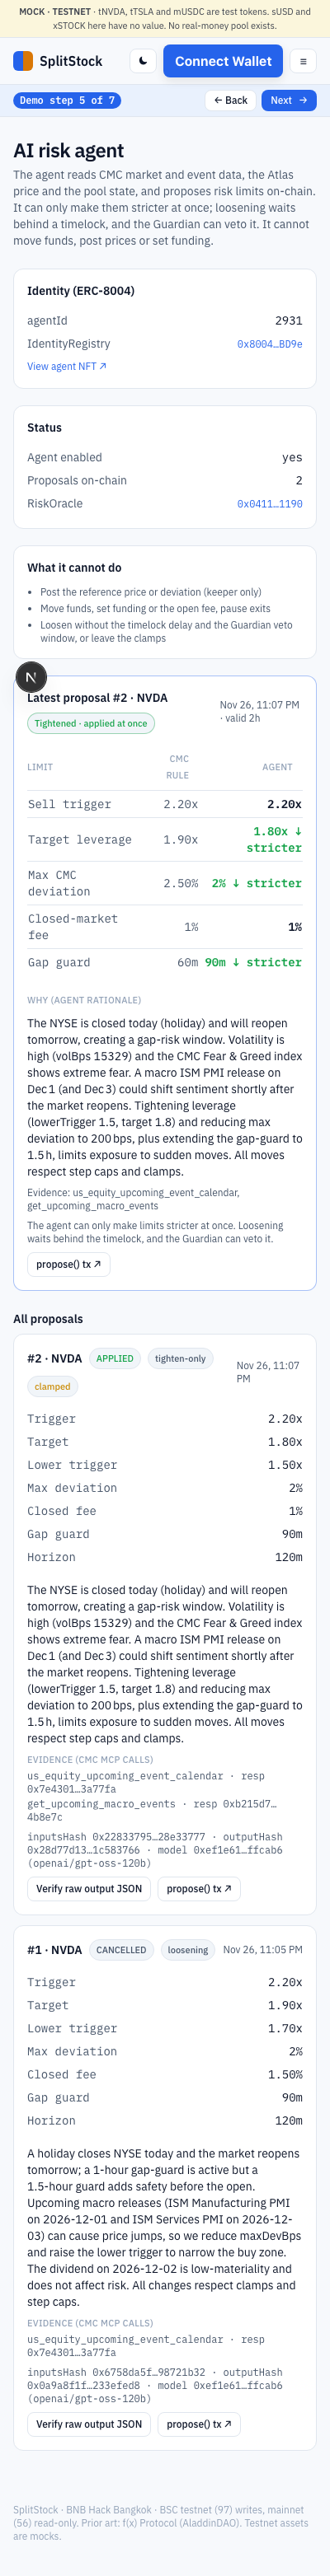 MOCK · TESTNET · tNVDA, tTSLA and mUSDC are test tokens. sUSD and
xSTOCK here have no value. No real-money pool exists.
SplitStock
Connect Wallet
Demo step 5 of 7
← Back
Next →
AI risk agent
The agent reads CMC market and event data, the Atlas
price and the pool state, and proposes risk limits on-chain.
It can only make them stricter at once; loosening waits
behind a timelock, and the Guardian can veto it. It cannot
move funds, post prices or set funding.
Identity (ERC-8004)
agentId 2931
IdentityRegistry 0x8004…BD9e
View agent NFT ↗
Status
Agent enabled yes
Proposals on-chain 2
RiskOracle 0x0411…1190
What it cannot do
• Post the reference price or deviation (keeper only)
• Move funds, set funding or the open fee, pause exits
• Loosen without the timelock delay and the Guardian veto
window, or leave the clamps
N
Latest proposal #2 · NVDA
Tightened · applied at once
Nov 26, 11:07 PM
· valid 2h
LIMIT CMC RULE AGENT
Sell trigger 2.20x 2.20x
Target leverage 1.90x 1.80x ↓ stricter
Max CMC deviation 2.50% 2% ↓ stricter
Closed-market fee 1% 1%
Gap guard 60m 90m ↓ stricter
WHY (AGENT RATIONALE)
The NYSE is closed today (holiday) and will reopen
tomorrow, creating a gap-risk window. Volatility is
high (volBps 15329) and the CMC Fear & Greed index
shows extreme fear. A macro ISM PMI release on
Dec 1 (and Dec 3) could shift sentiment shortly after
the market reopens. Tightening leverage
(lowerTrigger 1.5, target 1.8) and reducing max
deviation to 200 bps, plus extending the gap-guard to
1.5 h, limits exposure to sudden moves. All moves
respect step caps and clamps.
Evidence: us_equity_upcoming_event_calendar,
get_upcoming_macro_events
The agent can only make limits stricter at once. Loosening
waits behind the timelock, and the Guardian can veto it.
propose() tx ↗
All proposals
#2 · NVDA APPLIED tighten-only
clamped
Nov 26, 11:07
PM
Trigger 2.20x
Target 1.80x
Lower trigger 1.50x
Max deviation 2%
Closed fee 1%
Gap guard 90m
Horizon 120m
The NYSE is closed today (holiday) and will reopen
tomorrow, creating a gap-risk window. Volatility is
high (volBps 15329) and the CMC Fear & Greed index
shows extreme fear. A macro ISM PMI release on
Dec 1 (and Dec 3) could shift sentiment shortly after
the market reopens. Tightening leverage
(lowerTrigger 1.5, target 1.8) and reducing max
deviation to 200 bps, plus extending the gap-guard to
1.5 h, limits exposure to sudden moves. All moves
respect step caps and clamps.
EVIDENCE (CMC MCP CALLS)
us_equity_upcoming_event_calendar · resp
0x7e4301…3a77fa
get_upcoming_macro_events · resp 0xb215d7…
4b8e7c
inputsHash 0x22833795…28e33777 · outputHash
0x28d77d13…1c583766 · model 0xef1e61…ffcab6
(openai/gpt-oss-120b)
Verify raw output JSON
propose() tx ↗
#1 · NVDA CANCELLED loosening Nov 26, 11:05 PM
Trigger 2.20x
Target 1.90x
Lower trigger 1.70x
Max deviation 2%
Closed fee 1.50%
Gap guard 90m
Horizon 120m
A holiday closes NYSE today and the market reopens
tomorrow; a 1-hour gap-guard is active but a
1.5-hour guard adds safety before the open.
Upcoming macro releases (ISM Manufacturing PMI
on 2026-12-01 and ISM Services PMI on 2026-12-
03) can cause price jumps, so we reduce maxDevBps
and raise the lower trigger to narrow the buy zone.
The dividend on 2026-12-02 is low-materiality and
does not affect risk. All changes respect clamps and
step caps.
EVIDENCE (CMC MCP CALLS)
us_equity_upcoming_event_calendar · resp
0x7e4301…3a77fa
inputsHash 0x6758da5f…98721b32 · outputHash
0x0a9a8f1f…233efed8 · model 0xef1e61…ffcab6
(openai/gpt-oss-120b)
Verify raw output JSON
propose() tx ↗
SplitStock · BNB Hack Bangkok · BSC testnet (97) writes, mainnet
(56) read-only. Prior art: f(x) Protocol (AladdinDAO). Testnet assets
are mocks.